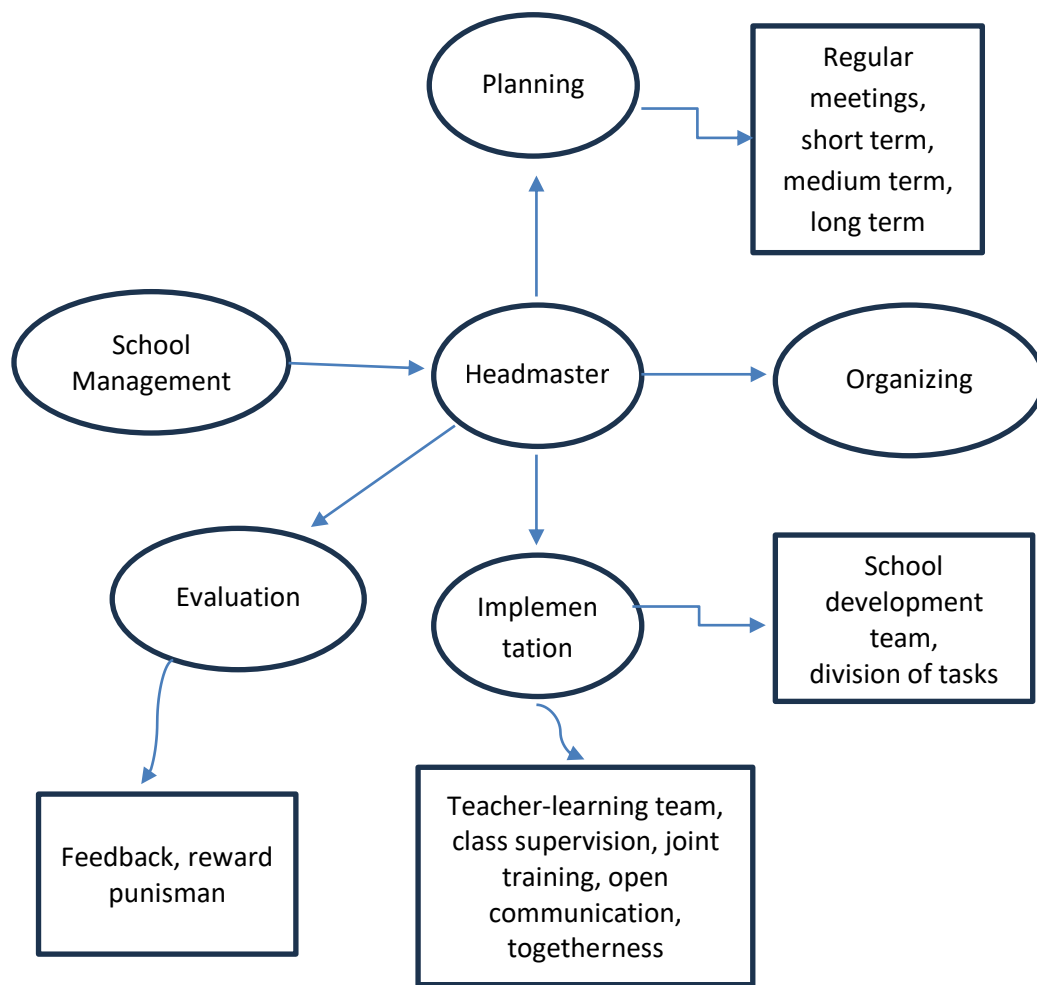 Planning
Regular
meetings,
short term,
medium term,
long term
School
Management
Headmaster
Organizing
Evaluation
Implemen
tation
School
development
team,
division of tasks
Feedback, reward
punisman
Teacher-learning team,
class supervision, joint
training, open
communication,
togetherness